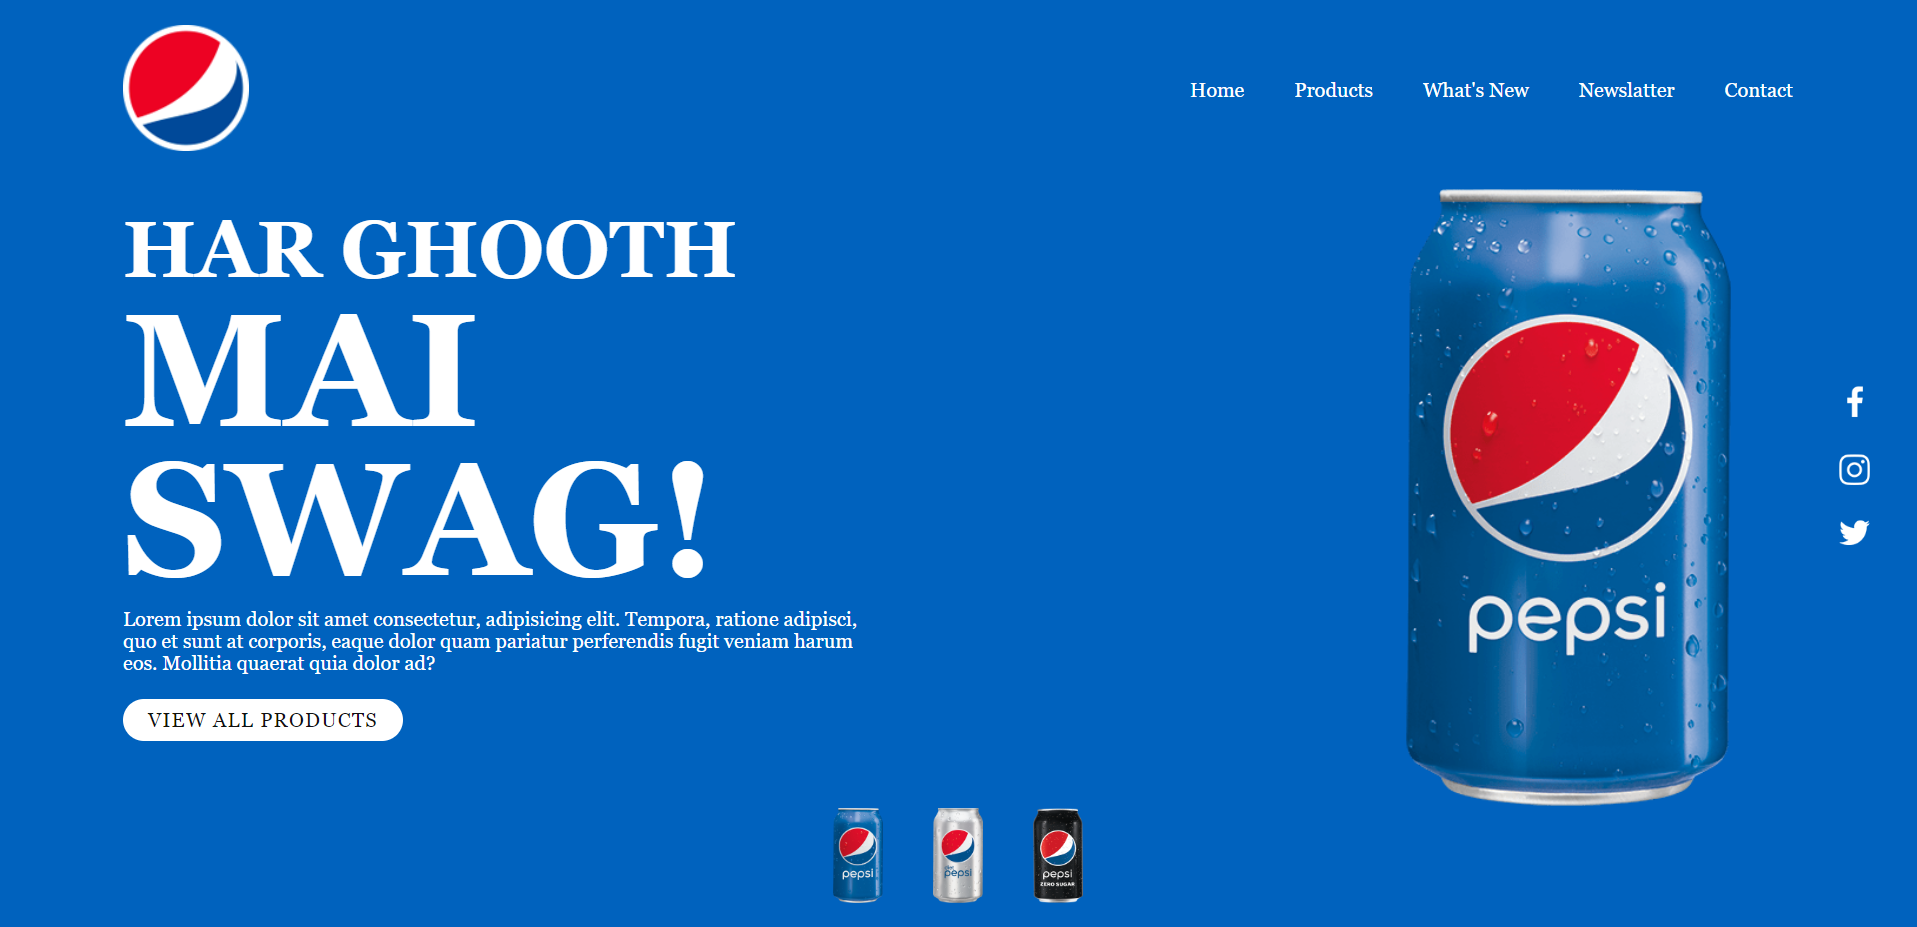 Home Products What's New Newslatter Contact
HAR GHOOTH
MAI
SWAG!
Lorem ipsum dolor sit amet consectetur, adipisicing elit. Tempora, ratione adipisci,
quo et sunt at corporis, eaque dolor quam pariatur perferendis fugit veniam harum
eos. Mollitia quaerat quia dolor ad?
VIEW ALL PRODUCTS
pepsi
pepsi
diet
pepsi
pepsi
ZERO SUGAR